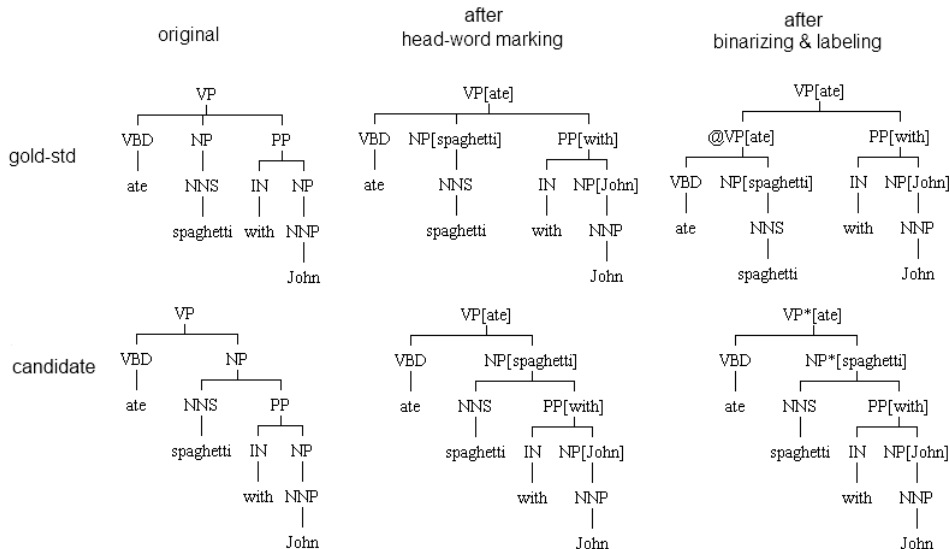 original
after
head-word marking
after
binarizing & labeling
gold-std
VP
VBD NP PP
ate NNS IN NP
spaghetti with NNP
John
VP[ate]
VBD NP[spaghetti] PP[with]
ate NNS IN NP[John]
spaghetti with NNP
John
VP[ate]
@VP[ate] PP[with]
VBD NP[spaghetti] IN NP[John]
ate NNS with NNP
spaghetti John
candidate
VP
VBD NP
ate NNS PP
spaghetti IN NP
with NNP
John
VP[ate]
VBD NP[spaghetti]
ate NNS PP[with]
spaghetti IN NP[John]
with NNP
John
VP*[ate]
VBD NP*[spaghetti]
ate NNS PP[with]
spaghetti IN NP[John]
with NNP
John